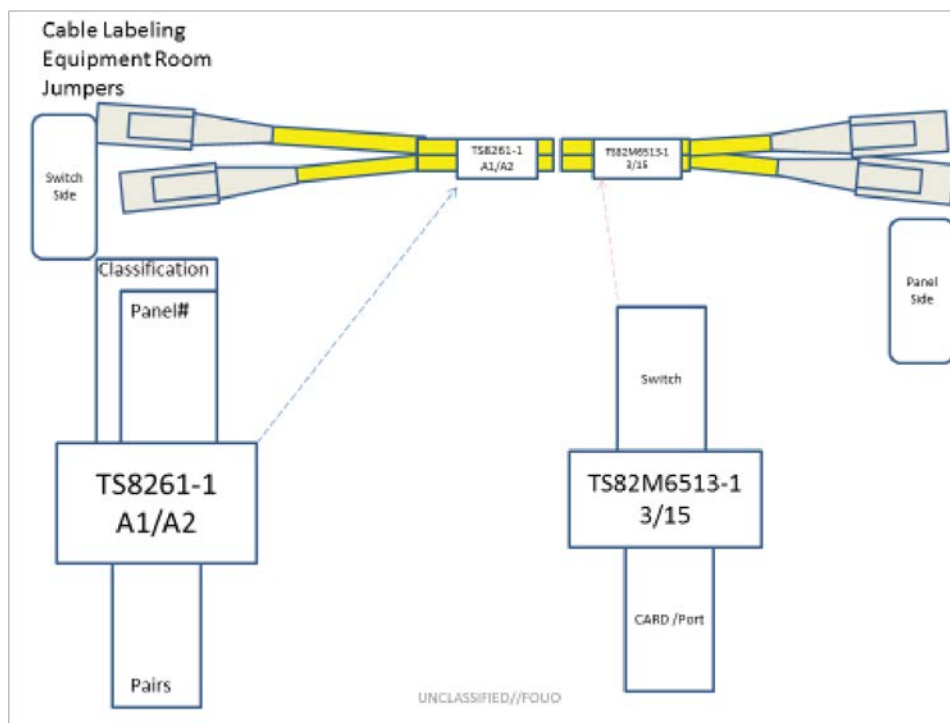 Cable Labeling
Equipment Room
Jumpers
Switch
Side
TS8261-1
A1/A2
TS82M6513-1
3/15
Panel
Side
Classification
Panel#
TS8261-1
A1/A2
Pairs
Switch
TS82M6513-1
3/15
CARD /Port
UNCLASSIFIED//FOUO